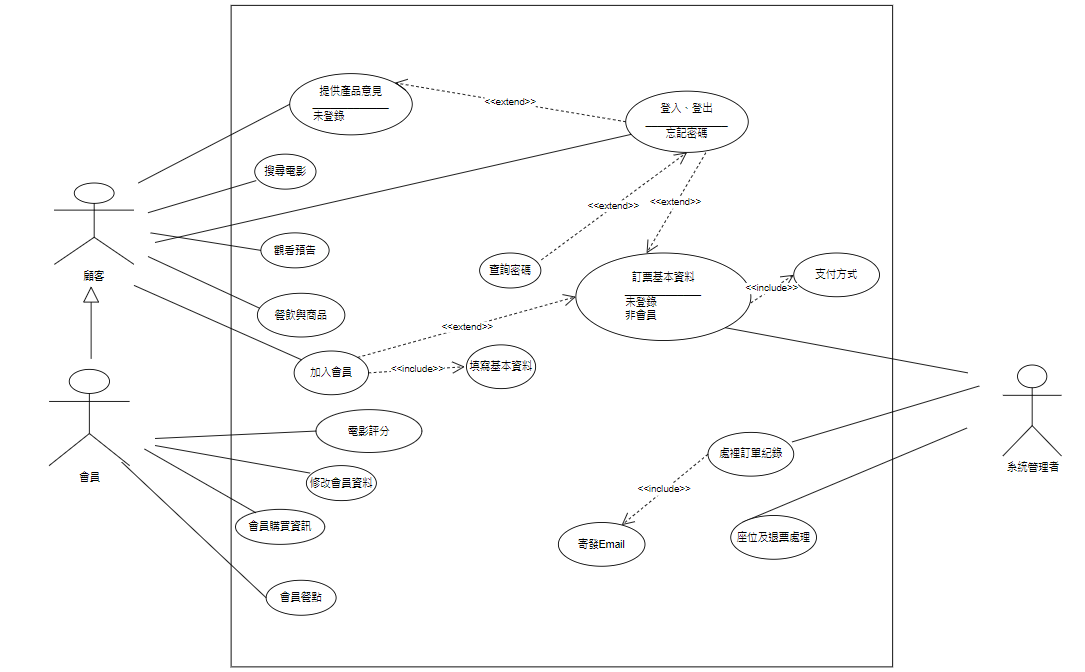 提供產品意見
未登錄
<<extend>>
登入、登出
忘記密碼
搜尋電影
<<extend>>
<<extend>>
觀看預告
顧客
查詢密碼
訂票基本資料
未登錄
非會員
<<include>>
支付方式
餐飲與商品
<<extend>>
加入會員
<<include>>
填寫基本資料
電影評分
會員
修改會員資料
處裡訂單紀錄
系統管理者
<<include>>
會員購買資訊
寄發Email
座位及退票處理
會員餐點